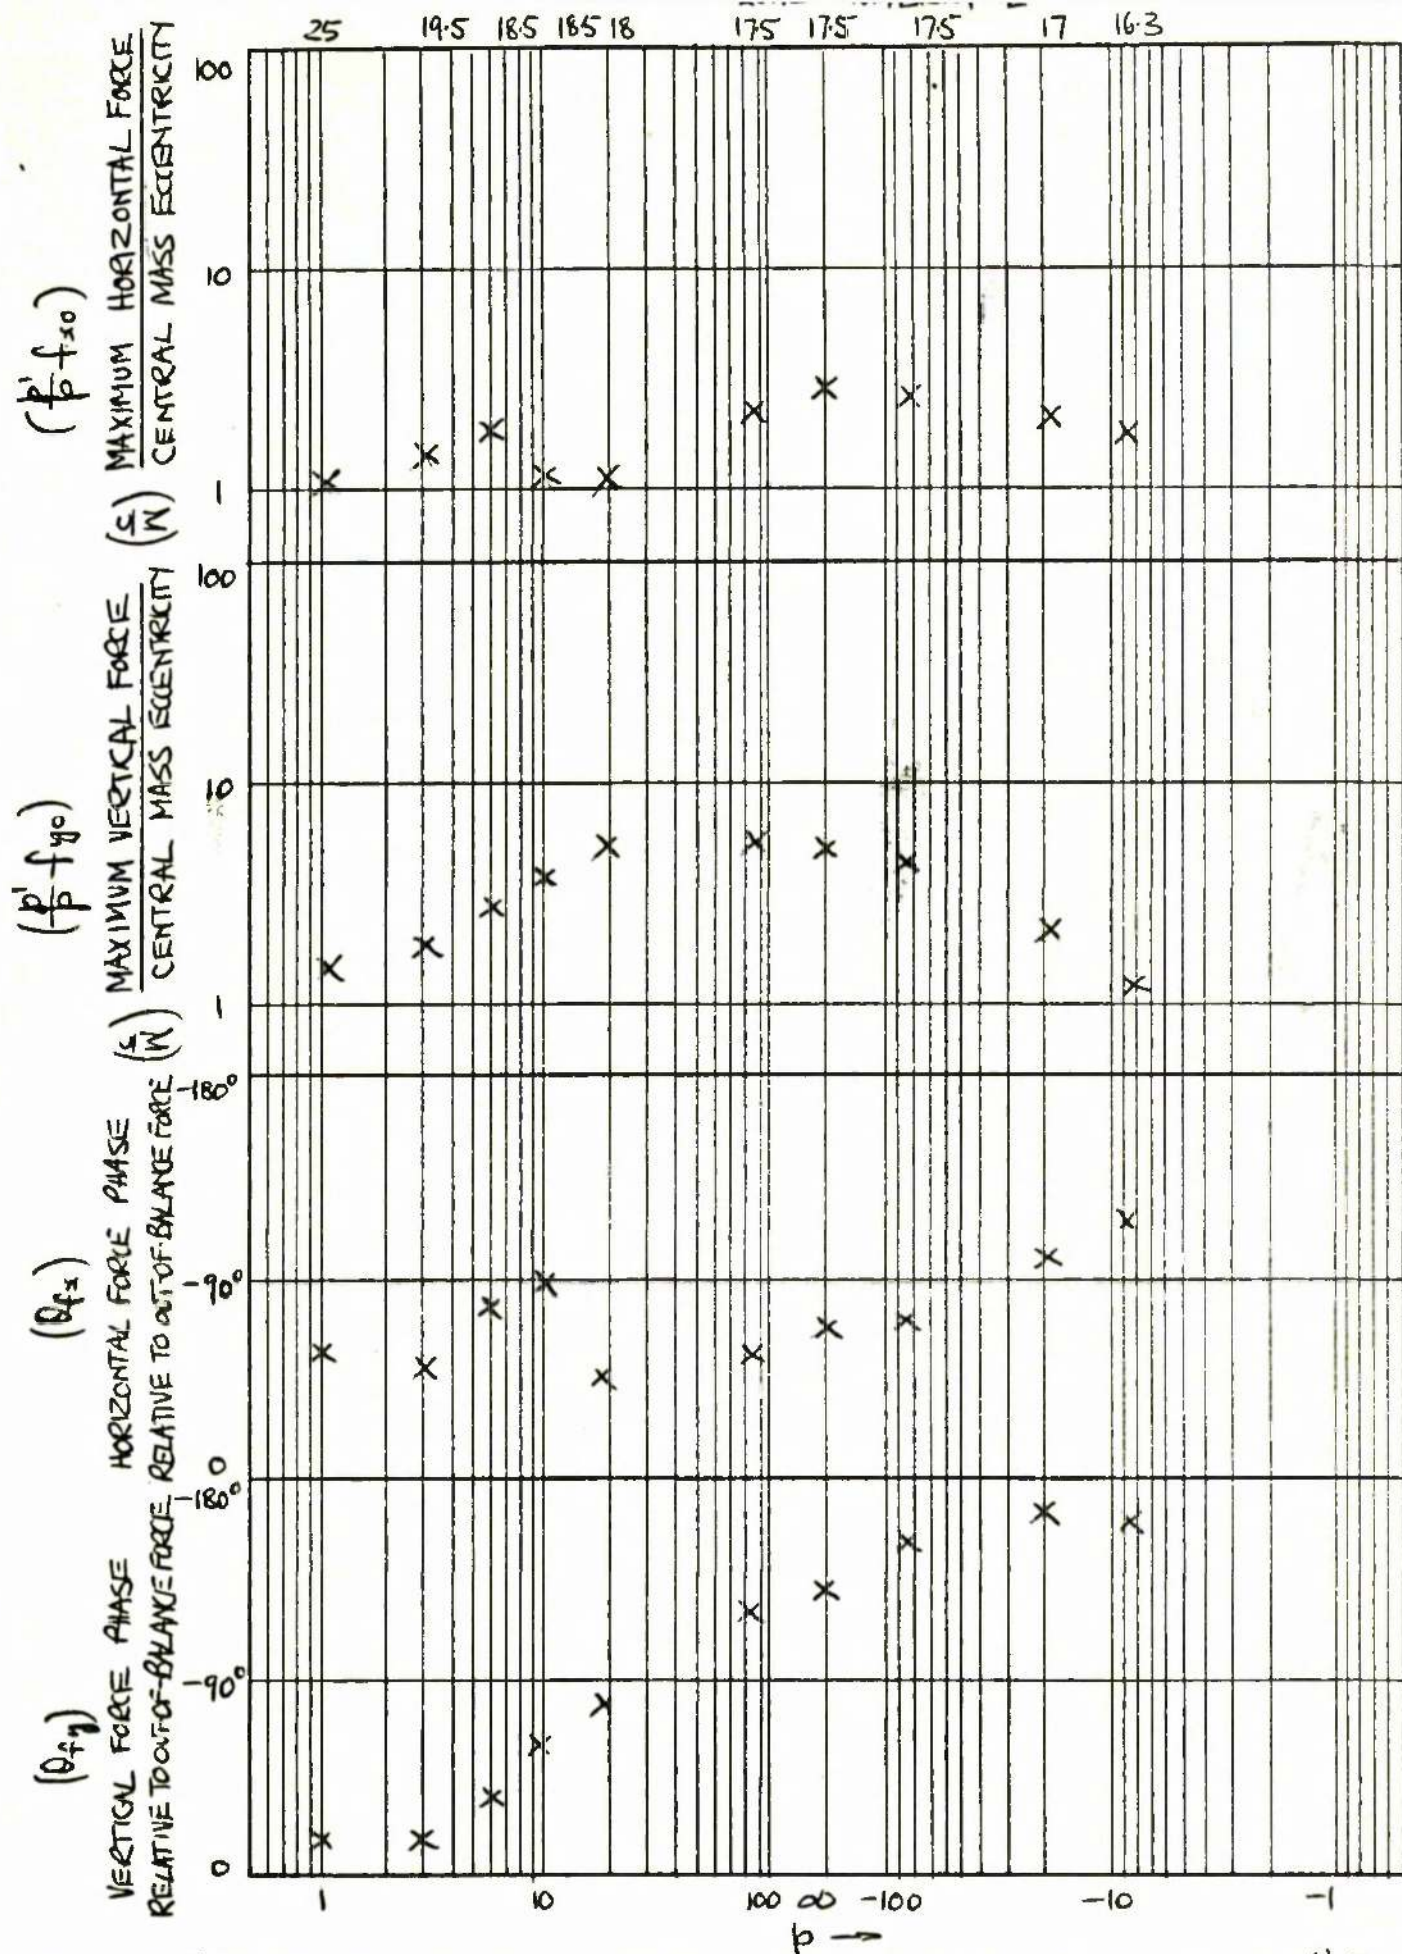 25 19.5 18.5 18.5 18 17.5 17.5 17.5 17 16.3
(p'/p f_x0)
(s/W) MAXIMUM HORIZONTAL FORCE
CENTRAL MASS ECCENTRICITY
100
10
1
(p'/p f_y0)
(s/W) MAXIMUM VERTICAL FORCE
CENTRAL MASS ECCENTRICITY
100
10
1
(θ_fx)
HORIZONTAL FORCE PHASE
RELATIVE TO OUT-OF-BALANCE FORCE
-180°
-90°
0
(θ_fy)
VERTICAL FORCE PHASE
RELATIVE TO OUT-OF-BALANCE FORCE
-180°
-90°
0
1 10 100 ∞ -100 -10 -1
p →